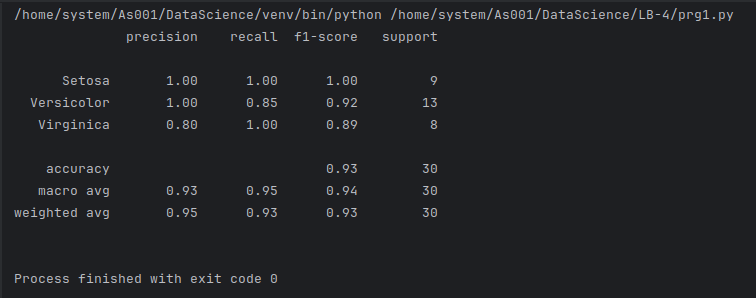 /home/system/As001/DataScience/venv/bin/python /home/system/As001/DataScience/LB-4/prg1.py
precision recall f1-score support
Setosa 1.00 1.00 1.00 9
Versicolor 1.00 0.85 0.92 13
Virginica 0.80 1.00 0.89 8
accuracy 0.93 30
macro avg 0.93 0.95 0.94 30
weighted avg 0.95 0.93 0.93 30
Process finished with exit code 0